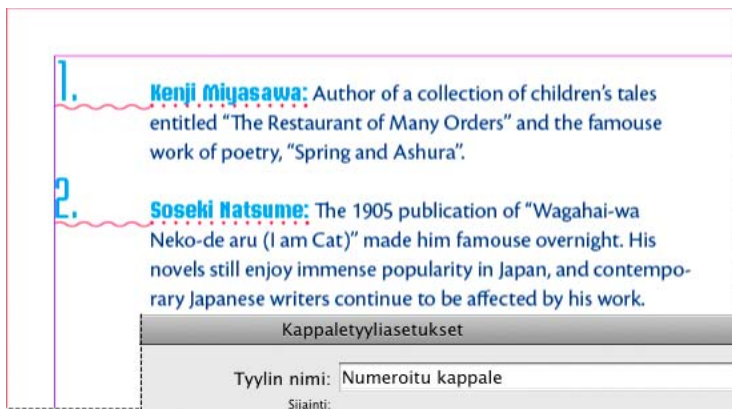 1. Kenji Miyasawa: Author of a collection of children’s tales
entitled “The Restaurant of Many Orders” and the famouse
work of poetry, “Spring and Ashura”.
2. Soseki Natsume: The 1905 publication of “Wagahai-wa
Neko-de aru (I am Cat)” made him famouse overnight. His
novels still enjoy immense popularity in Japan, and contempo-
rary Japanese writers continue to be affected by his work.
Kappaletyyliasetukset
Tyylin nimi: Numeroitu kappale
Sijainti: